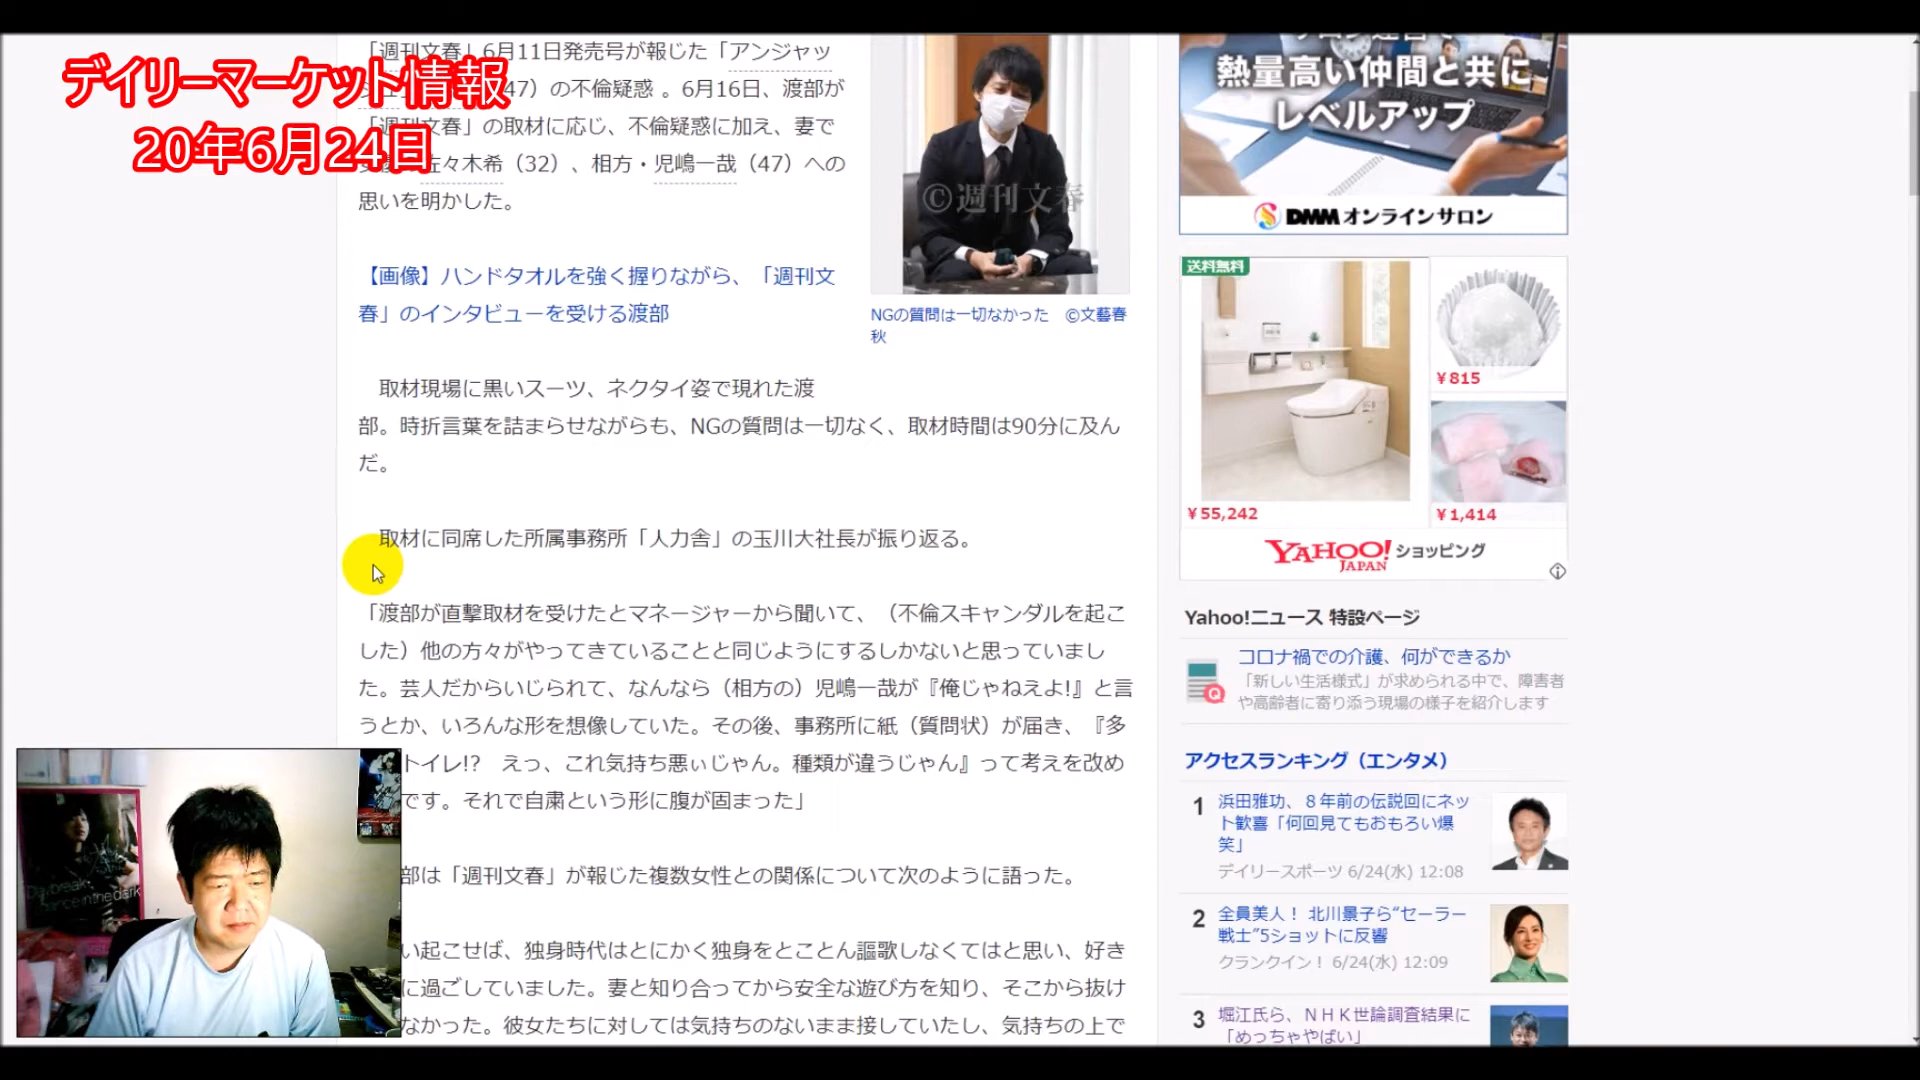 デイリーマーケット情報
20年6月24日
「週刊文春」6月11日発売号が報じた「アンジャッ
47）の不倫疑惑 。6月16日、渡部が
「週刊文春」の取材に応じ、不倫疑惑に加え、妻で
佐々木希（32）、相方・児嶋一哉（47）への
思いを明かした。
【画像】ハンドタオルを強く握りながら、「週刊文
春」のインタビューを受ける渡部
©週刊文春
NGの質問は一切なかった ©文藝春
秋
取材現場に黒いスーツ、ネクタイ姿で現れた渡
部。時折言葉を詰まらせながらも、NGの質問は一切なく、取材時間は90分に及ん
だ。
取材に同席した所属事務所「人力舎」の玉川大社長が振り返る。
「渡部が直撃取材を受けたとマネージャーから聞いて、（不倫スキャンダルを起こ
した）他の方々がやってきていることと同じようにするしかないと思っていまし
た。芸人だからいじられて、なんなら（相方の）児嶋一哉が『俺じゃねえよ!』と言
うとか、いろんな形を想像していた。その後、事務所に紙（質問状）が届き、『多
トイレ!? えっ、これ気持ち悪ぃじゃん。種類が違うじゃん』って考えを改め
です。それで自粛という形に腹が固まった」
部は「週刊文春」が報じた複数女性との関係について次のように語った。
い起こせば、独身時代はとにかく独身をとことん謳歌しなくてはと思い、好き
に過ごしていました。妻と知り合ってから安全な遊び方を知り、そこから抜け
なかった。彼女たちに対しては気持ちのないまま接していたし、気持ちの上で
熱量高い仲間と共に
レベルアップ
DMMオンラインサロン
送料無料
¥55,242
¥815
¥1,414
YAHOO! JAPAN ショッピング
Yahoo!ニュース 特設ページ
コロナ禍での介護、何ができるか
「新しい生活様式」が求められる中で、障害者
や高齢者に寄り添う現場の様子を紹介します
アクセスランキング（エンタメ）
1 浜田雅功、８年前の伝説回にネッ
ト歓喜「何回見てもおもろい爆
笑」
デイリースポーツ 6/24(水) 12:08
2 全員美人！ 北川景子ら“セーラー
戦士”5ショットに反響
クランクイン！ 6/24(水) 12:09
3 堀江氏ら、ＮＨＫ世論調査結果に
「めっちゃやばい」